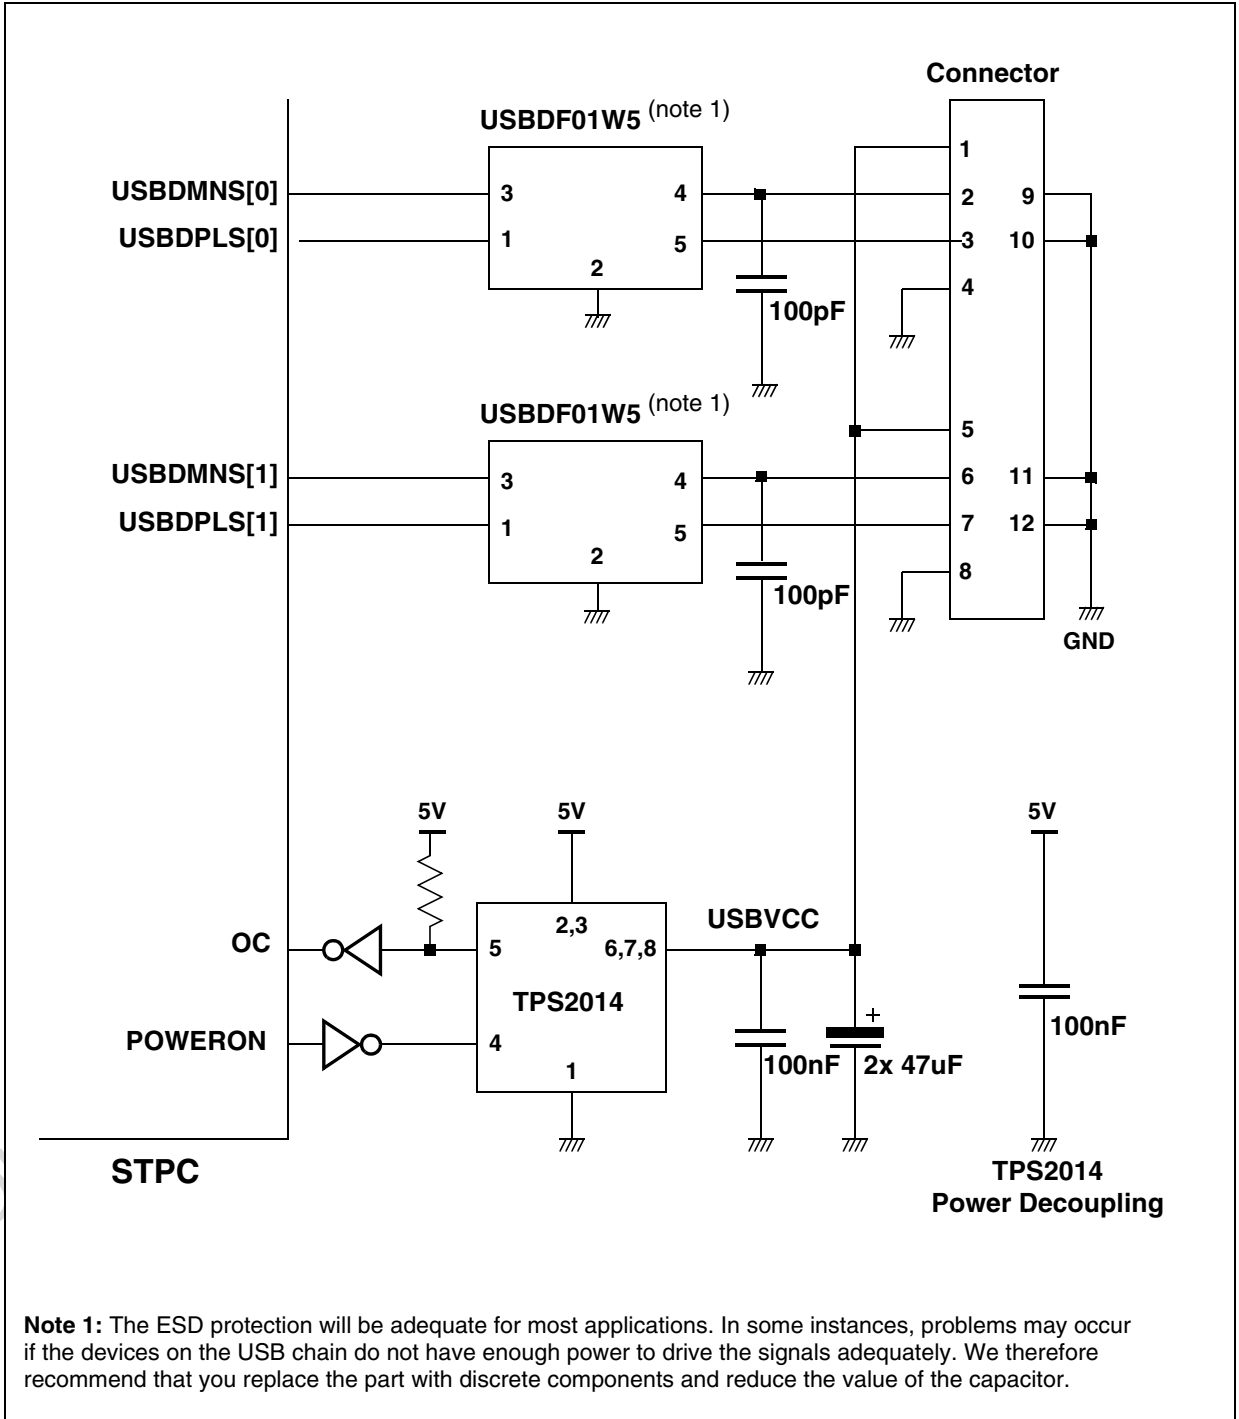 Connector
USBDF01W5 (note 1)
1
USBDMNS[0] 3 4 2 9
USBDPLS[0] 1 5 3 10
2 4
100pF
USBDF01W5 (note 1)
5
USBDMNS[1] 3 4 6 11
USBDPLS[1] 1 5 7 12
2 8
100pF
GND
5V 5V 5V
2,3 USBVCC
OC 5 6,7,8
TPS2014
+
100nF
POWERON 4
1 100nF 2x 47uF
STPC
TPS2014
Power Decoupling
Note 1: The ESD protection will be adequate for most applications. In some instances, problems may occur
if the devices on the USB chain do not have enough power to drive the signals adequately. We therefore
recommend that you replace the part with discrete components and reduce the value of the capacitor.